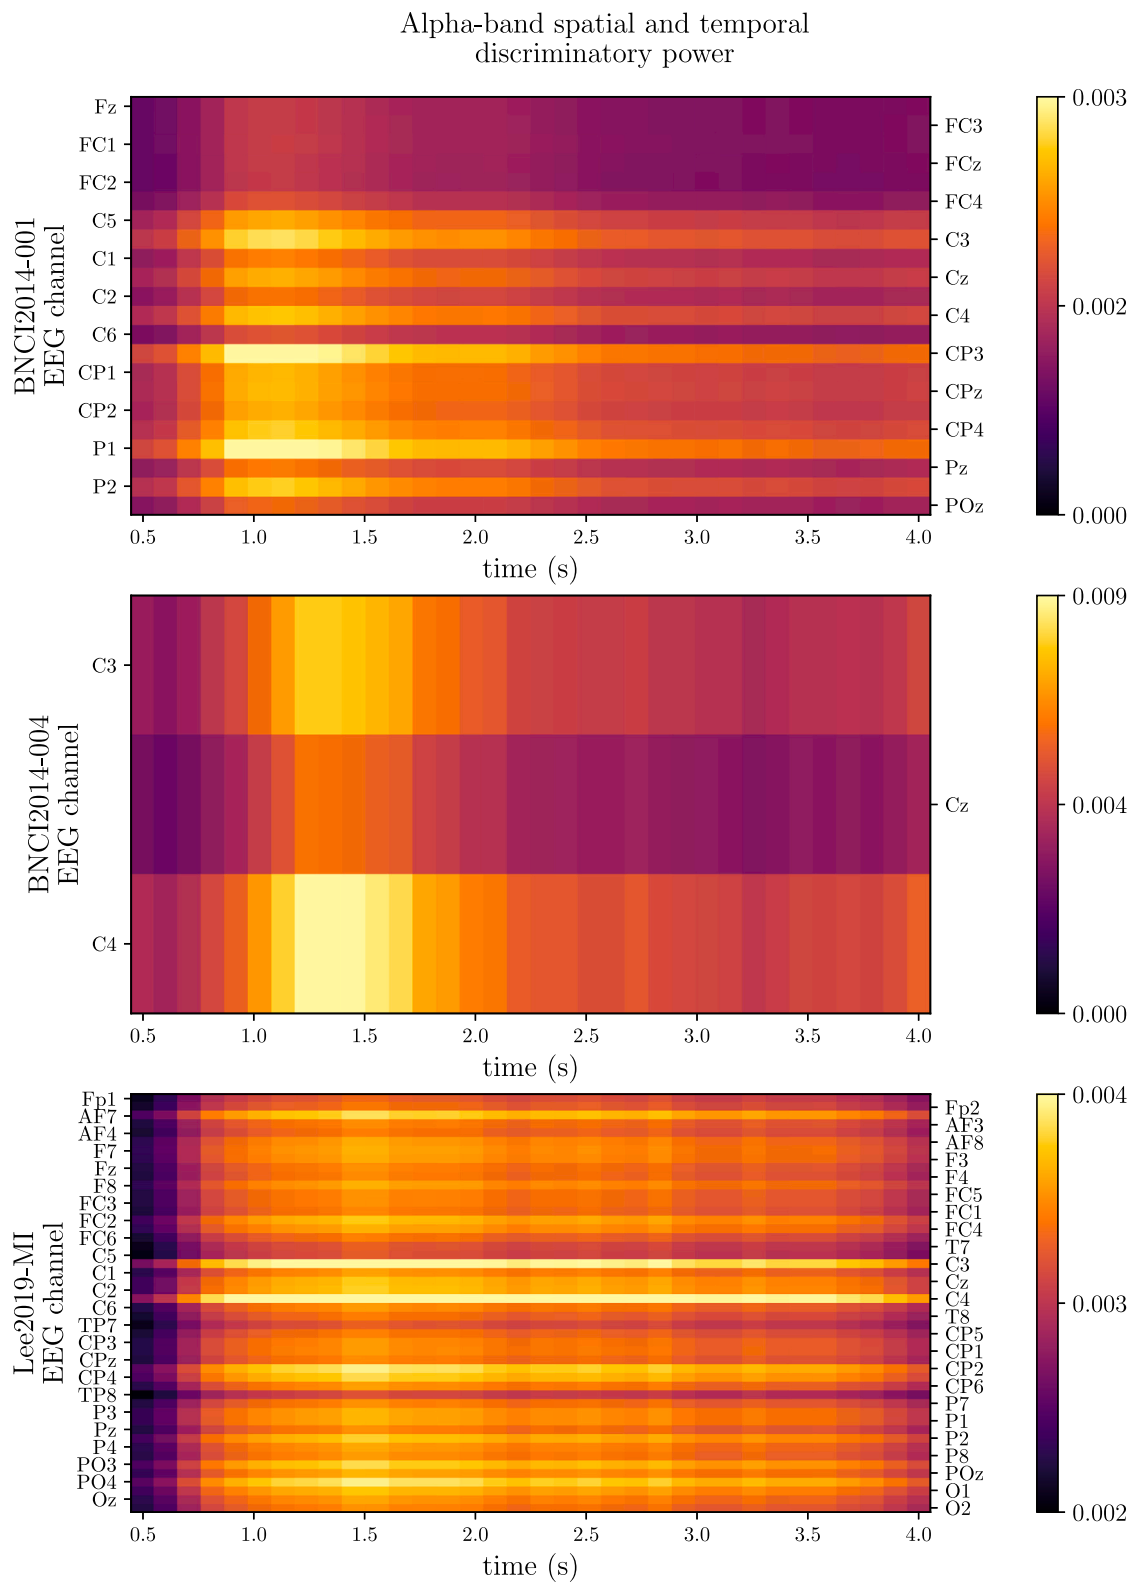 Alpha-band spatial and temporal
discriminatory power
BNCI2014-001
EEG channel
Fz
FC1
FC2
C5
C1
C2
C6
CP1
CP2
P1
P2
FC3
FCz
FC4
C3
Cz
C4
CP3
CPz
CP4
Pz
POz
0.5 1.0 1.5 2.0 2.5 3.0 3.5 4.0
time (s)
0.003
0.002
0.000
BNCI2014-004
EEG channel
C3
C4
Cz
0.5 1.0 1.5 2.0 2.5 3.0 3.5 4.0
time (s)
0.009
0.004
0.000
Lee2019-MI
EEG channel
Fp1
AF7
AF4
F7
Fz
F8
FC3
FC2
FC6
C5
C1
C2
C6
TP7
CP3
CPz
CP4
TP8
P3
Pz
P4
PO3
PO4
Oz
Fp2
AF3
AF8
F3
F4
FC5
FC1
FC4
T7
C3
Cz
C4
T8
CP5
CP1
CP2
CP6
P7
P1
P2
P8
POz
O1
O2
0.5 1.0 1.5 2.0 2.5 3.0 3.5 4.0
time (s)
0.004
0.003
0.002